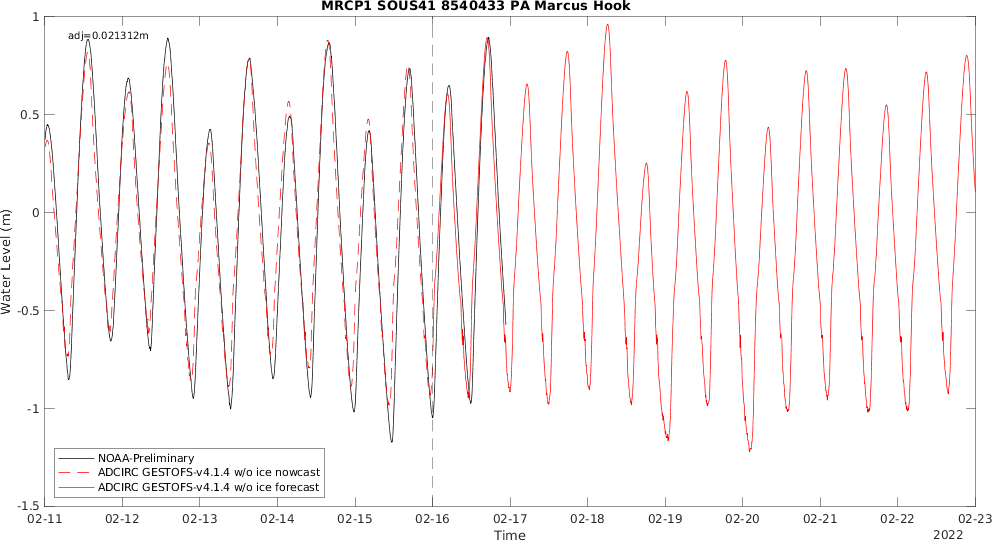 MRCP1 SOUS41 8540433 PA Marcus Hook
adj=0.021312m
Water Level (m)
1
0.5
0
-0.5
-1
-1.5
NOAA-Preliminary
ADCIRC GESTOFS-v4.1.4 w/o ice nowcast
ADCIRC GESTOFS-v4.1.4 w/o ice forecast
02-11 02-12 02-13 02-14 02-15 02-16 02-17 02-18 02-19 02-20 02-21 02-22 02-23
Time
2022